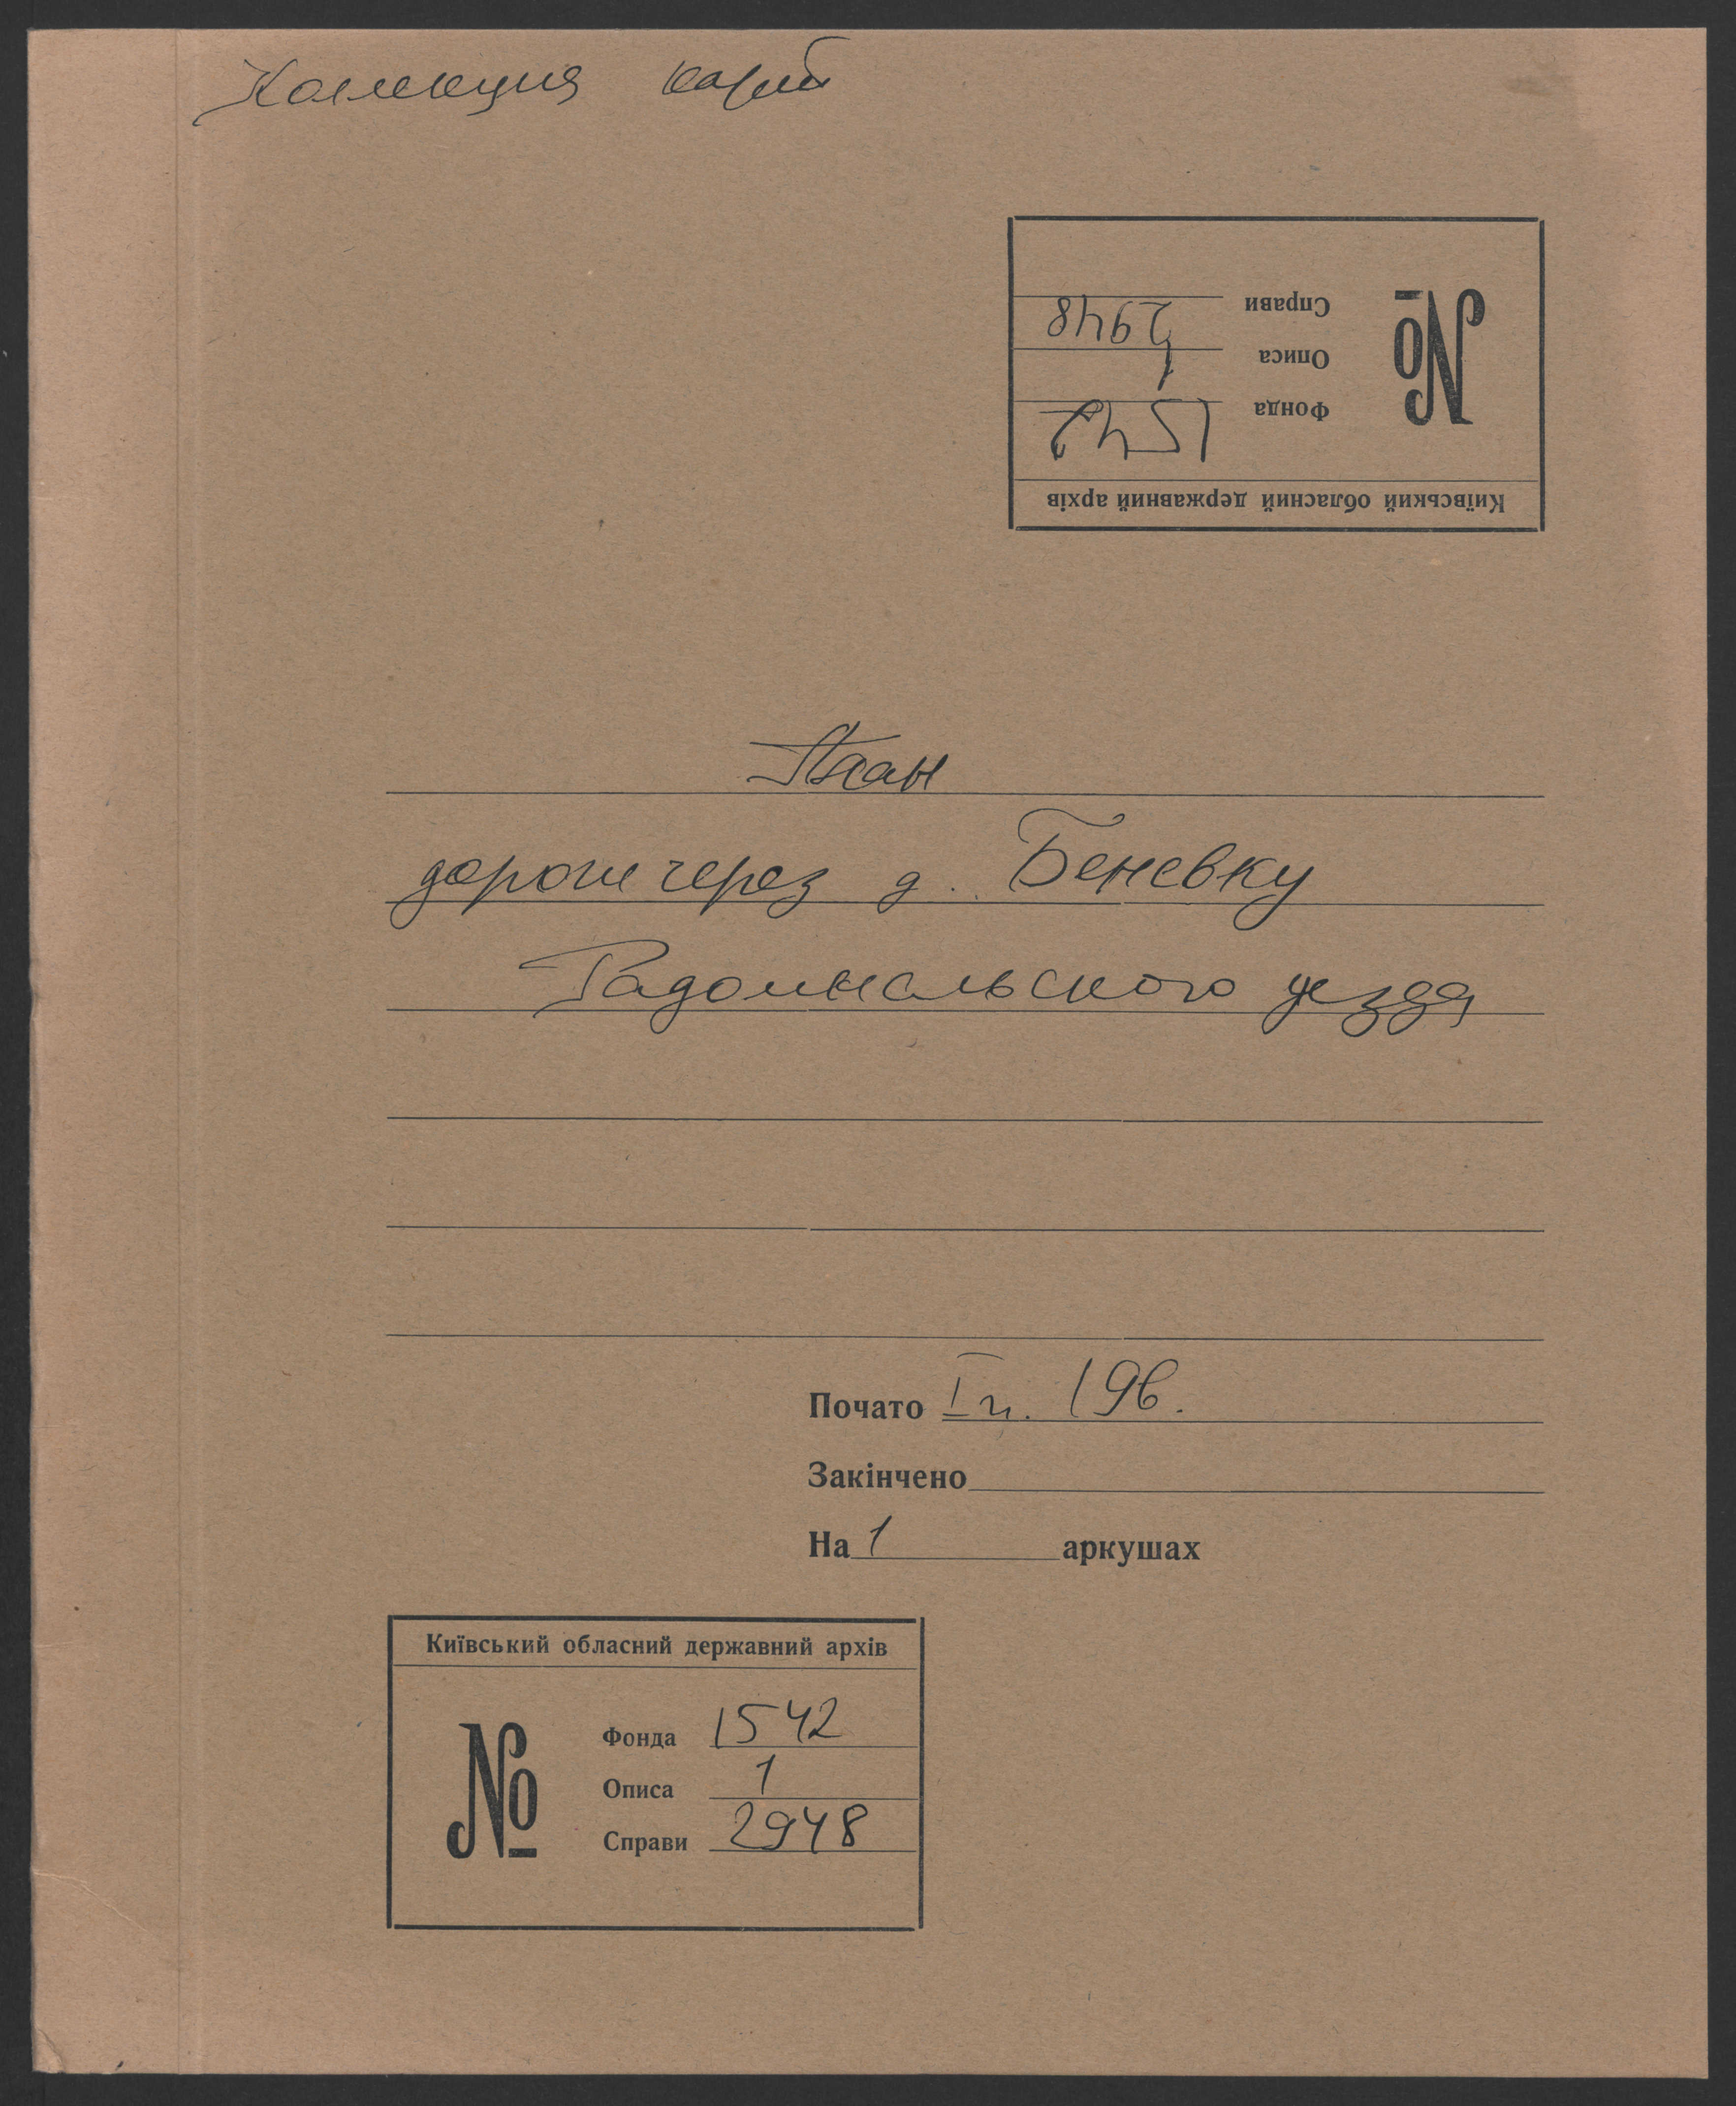 Коллекция карт
Київський обласний державний архів
№
Фонда 1542
Описа 1
Справи 2948
План
дороги через д. Беневку
Радомысльского уезда
Почато I п. 19в.
Закінчено
На 1 аркушах
Київський обласний державний архів
№
Фонда 1542
Описа 1
Справи 2948